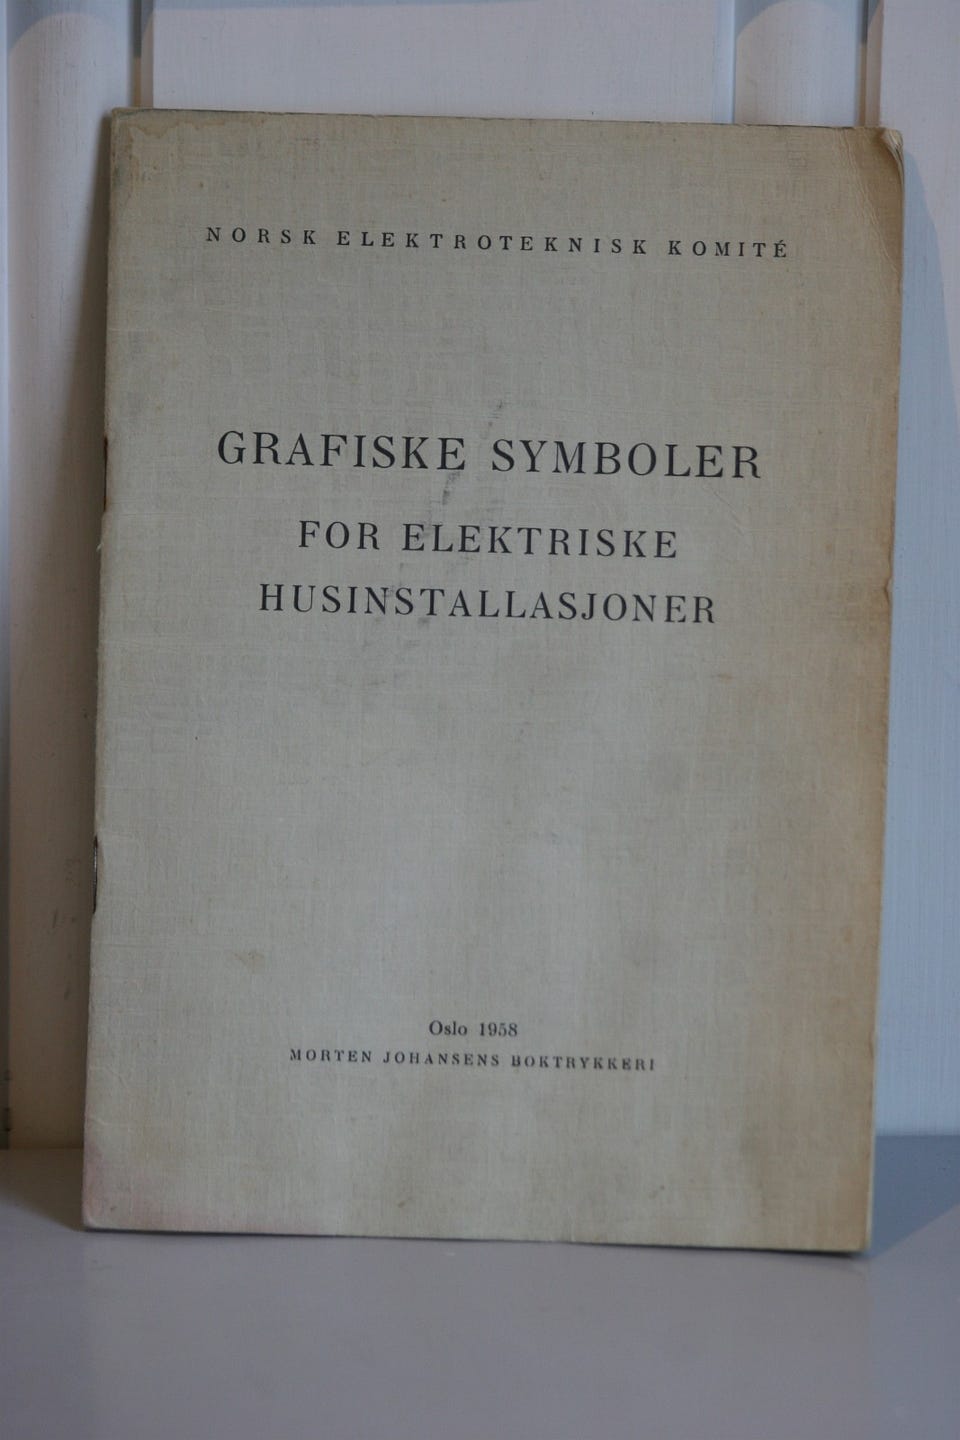 NORSK ELEKTROTEKNISK KOMITÉ
GRAFISKE SYMBOLER
FOR ELEKTRISKE
HUSINSTALLASJONER
Oslo 1958
MORTEN JOHANSENS BOKTRYKKERI